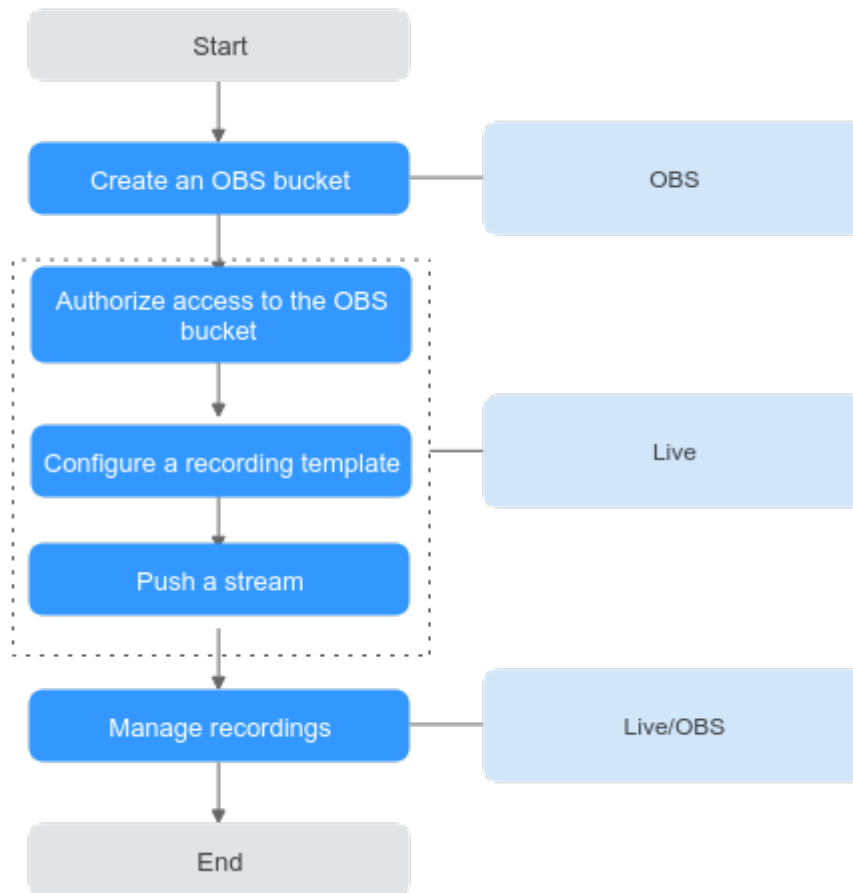 Start
Create an OBS bucket
OBS
Authorize access to the OBS
bucket
Configure a recording template
Live
Push a stream
Manage recordings
Live/OBS
End